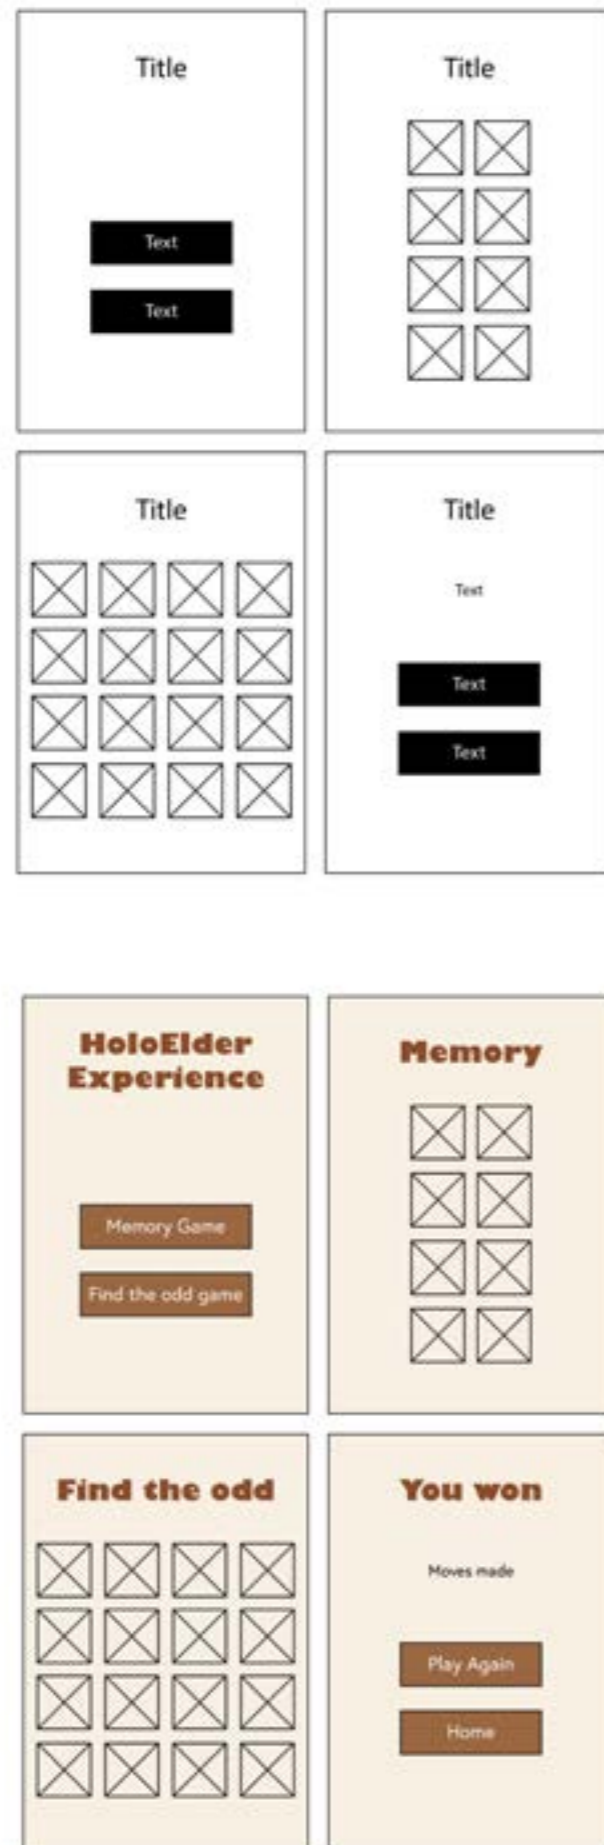 Title
Text
Text
Title
Title
Title
Text
Text
Text
HoloElder
Experience
Memory Game
Find the odd game
Memory
Find the odd
You won
Moves made
Play Again
Home